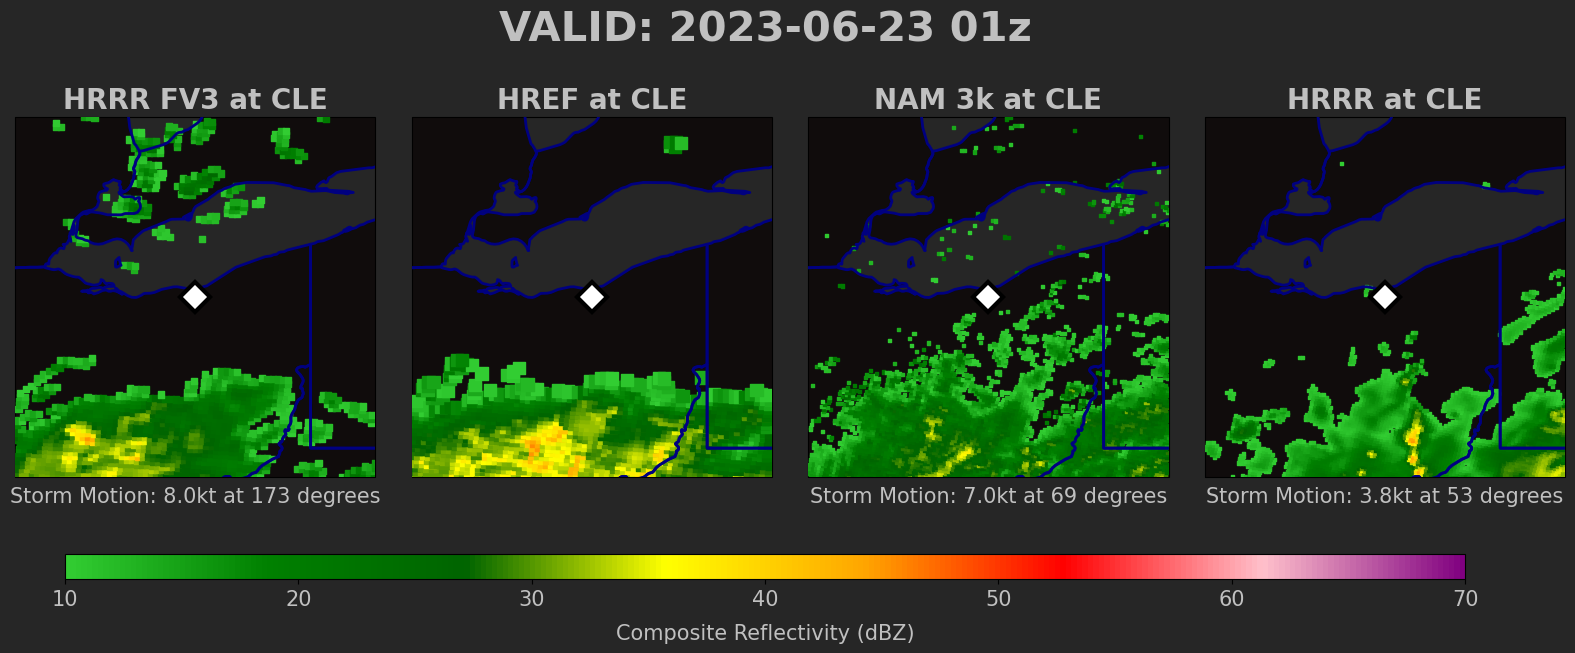 VALID: 2023-06-23 01z
HRRR FV3 at CLE
HREF at CLE
NAM 3k at CLE
HRRR at CLE
Storm Motion: 8.0kt at 173 degrees
Storm Motion: 7.0kt at 69 degrees
Storm Motion: 3.8kt at 53 degrees
10 20 30 40 50 60 70
Composite Reflectivity (dBZ)